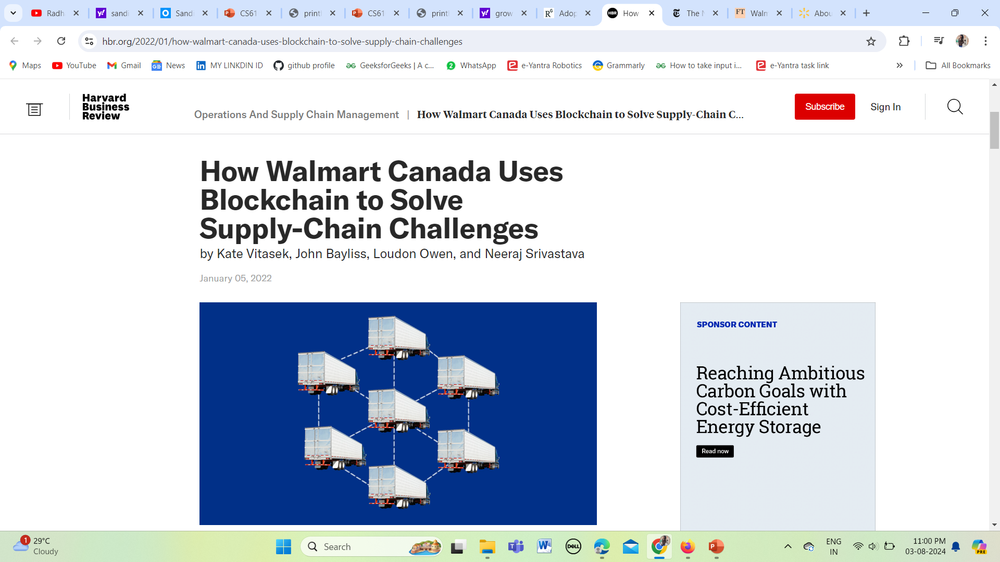 Radh
sandi
Sandi
CS61
printl
CS61
printl
grow
Adop
How
The N
Walm
Abou
hbr.org/2022/01/how-walmart-canada-uses-blockchain-to-solve-supply-chain-challenges
Maps
YouTube
Gmail
News
MY LINKDIN ID
github profile
GeeksforGeeks | A c...
WhatsApp
e-Yantra Robotics
Grammarly
How to take input i...
e-Yantra task link
All Bookmarks
Harvard
Business
Review
Operations And Supply Chain Management | How Walmart Canada Uses Blockchain to Solve Supply-Chain C...
Subscribe
Sign In
How Walmart Canada Uses
Blockchain to Solve
Supply-Chain Challenges
by Kate Vitasek, John Bayliss, Loudon Owen, and Neeraj Srivastava
January 05, 2022
SPONSOR CONTENT
Reaching Ambitious
Carbon Goals with
Cost-Efficient
Energy Storage
Read now
1
29°C
Cloudy
Search
DELL
ENG
IN
11:00 PM
03-08-2024
PRE